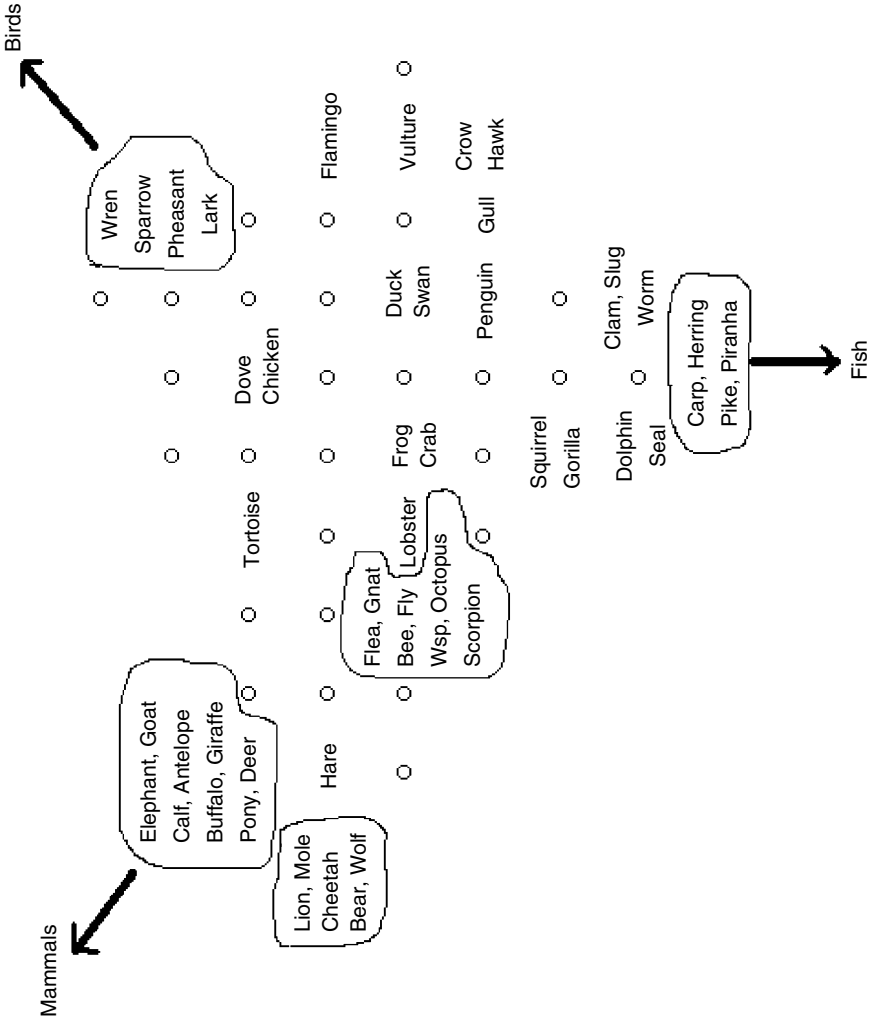 Birds
Mammals
Wren
Sparrow
Pheasant
Lark
Elephant, Goat
Calf, Antelope
Buffalo, Giraffe
Pony, Deer
Tortoise
Dove
Chicken
Lion, Mole
Cheetah
Bear, Wolf
Hare
Flamingo
Flea, Gnat
Bee, Fly
Wsp, Octopus
Scorpion
Lobster
Frog
Crab
Duck
Swan
Vulture
Penguin
Gull
Crow
Hawk
Squirrel
Gorilla
Dolphin
Seal
Clam, Slug
Worm
Carp, Herring
Pike, Piranha
Fish